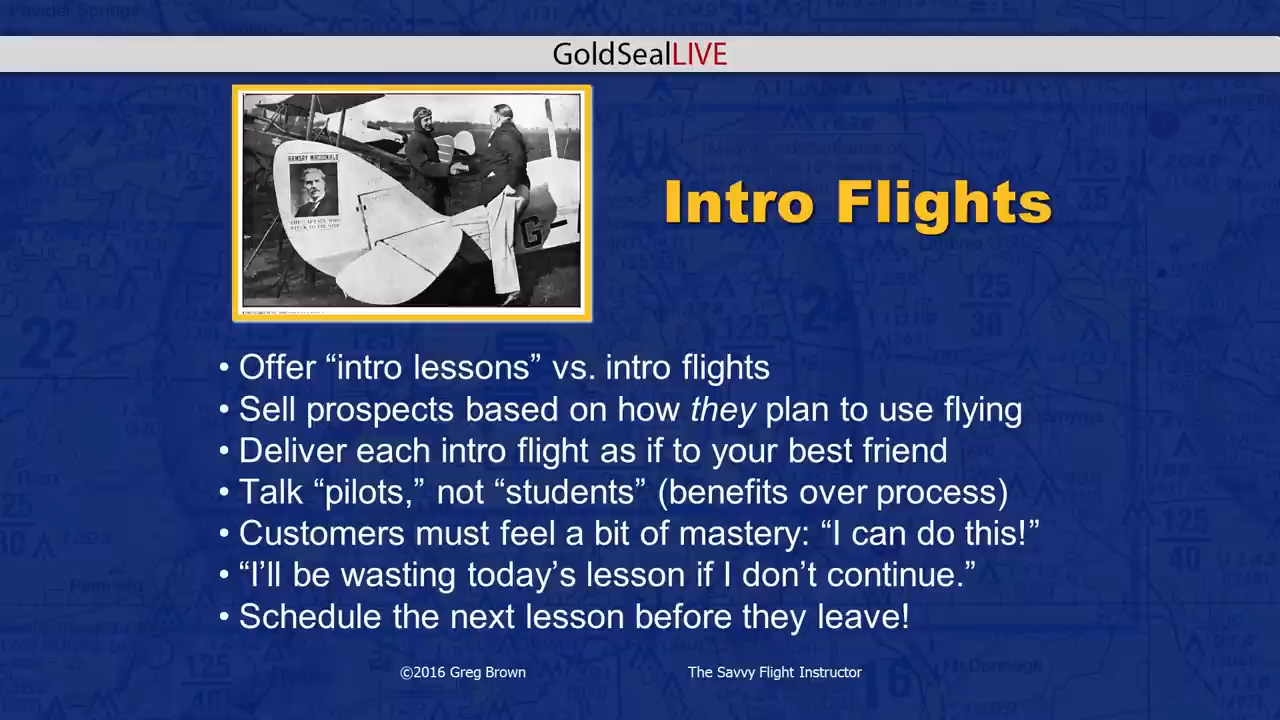 GoldSealLIVE
RAMSAY MACDONALD
Intro Flights
• Offer “intro lessons” vs. intro flights
• Sell prospects based on how they plan to use flying
• Deliver each intro flight as if to your best friend
• Talk “pilots,” not “students” (benefits over process)
• Customers must feel a bit of mastery: “I can do this!”
• “I’ll be wasting today’s lesson if I don’t continue.”
• Schedule the next lesson before they leave!
©2016 Greg Brown
The Savvy Flight Instructor